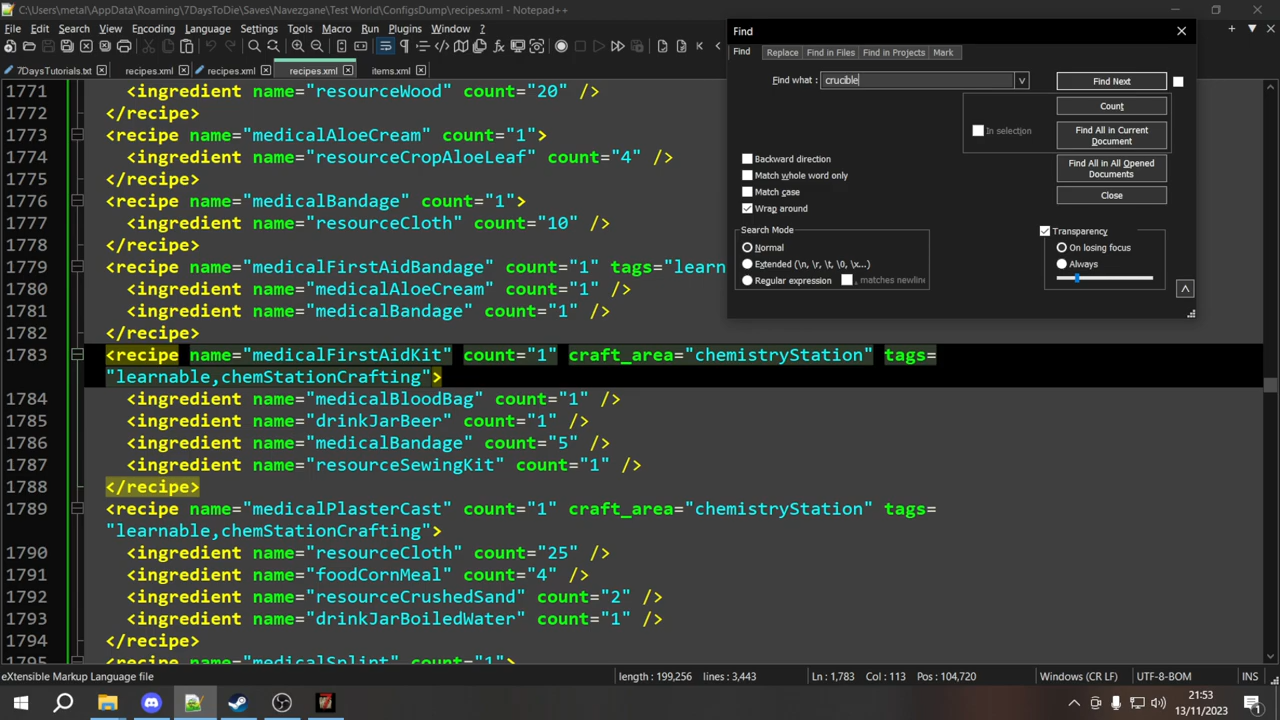 C:\Users\metal\AppData\Roaming\7DaysToDie\Saves\Navezgane\Test World\ConfigsDump\recipes.xml - Notepad++
File Edit Search View Encoding Language Settings Tools Macro Run Plugins Window ?
7DaysTutorials.txt recipes.xml recipes.xml recipes.xml items.xml
1771 <ingredient name="resourceWood" count="20" />
1772 </recipe>
1773 <recipe name="medicalAloeCream" count="1">
1774 <ingredient name="resourceCropAloeLeaf" count="4" />
1775 </recipe>
1776 <recipe name="medicalBandage" count="1">
1777 <ingredient name="resourceCloth" count="10" />
1778 </recipe>
1779 <recipe name="medicalFirstAidBandage" count="1" tags="learn
1780 <ingredient name="medicalAloeCream" count="1" />
1781 <ingredient name="medicalBandage" count="1" />
1782 </recipe>
1783 <recipe name="medicalFirstAidKit" count="1" craft_area="chemistryStation" tags=
"learnable,chemStationCrafting">
1784 <ingredient name="medicalBloodBag" count="1" />
1785 <ingredient name="drinkJarBeer" count="1" />
1786 <ingredient name="medicalBandage" count="5" />
1787 <ingredient name="resourceSewingKit" count="1" />
1788 </recipe>
1789 <recipe name="medicalPlasterCast" count="1" craft_area="chemistryStation" tags=
"learnable,chemStationCrafting">
1790 <ingredient name="resourceCloth" count="25" />
1791 <ingredient name="foodCornMeal" count="4" />
1792 <ingredient name="resourceCrushedSand" count="2" />
1793 <ingredient name="drinkJarBoiledWater" count="1" />
1794 </recipe>
1795 <recipe name="medicalSplint" count="1">
Find
Find Replace Find in Files Find in Projects Mark
Find what : crucible
Find Next
Count
In selection
Find All in Current
Document
Find All in All Opened
Documents
Close
Backward direction
Match whole word only
Match case
Wrap around
Search Mode
Normal
Extended (\n, \r, \t, \0, \x...)
Regular expression
. matches newline
Transparency
On losing focus
Always
eXtensible Markup Language file length : 199,256 lines : 3,443 Ln : 1,783 Col : 113 Pos : 104,720 Windows (CR LF) UTF-8-BOM INS
21:53
13/11/2023
1